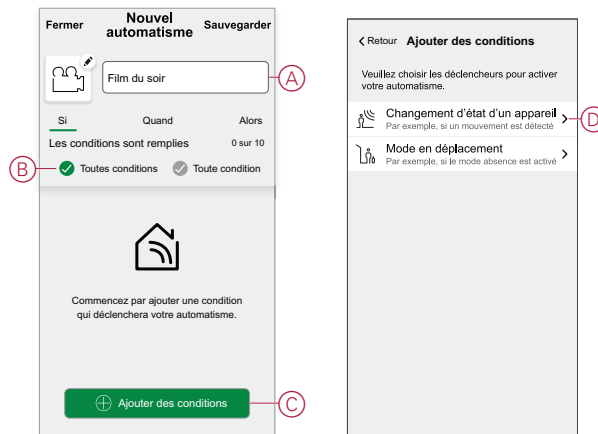 Fermer
Nouvel
automatisme
Sauvegarder
Film du soir
A
Si
Quand
Alors
Les conditions sont remplies
0 sur 10
B
Toutes conditions
Toute condition
Commencez par ajouter une condition
qui déclenchera votre automatisme.
Ajouter des conditions
C
Retour
Ajouter des conditions
Veuillez choisir les déclencheurs pour activer
votre automatisme.
Changement d'état d'un appareil
Par exemple, si un mouvement est détecté
D
Mode en déplacement
Par exemple, si le mode absence est activé